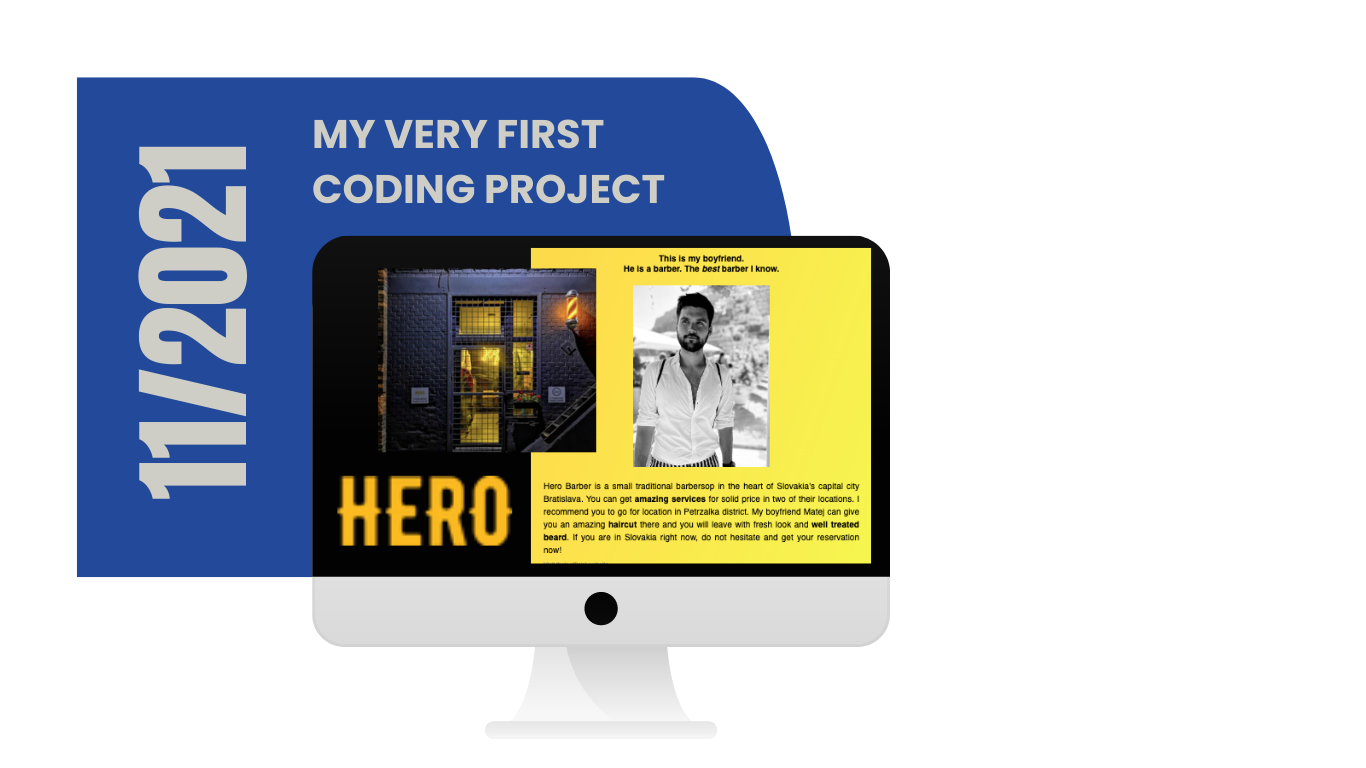 11/2021
MY VERY FIRST
CODING PROJECT
HERO
This is my boyfriend.
He is a barber. The best barber I know.
Hero Barber is a small traditional barbersop in the heart of Slovakia's capital city
Bratislava. You can get amazing services for solid price in two of their locations. I
recommend you to go for location in Petrzalka district. My boyfriend Matej can give
you an amazing haircut there and you will leave with fresh look and well treated
beard. If you are in Slovakia right now, do not hesitate and get your reservation
now!